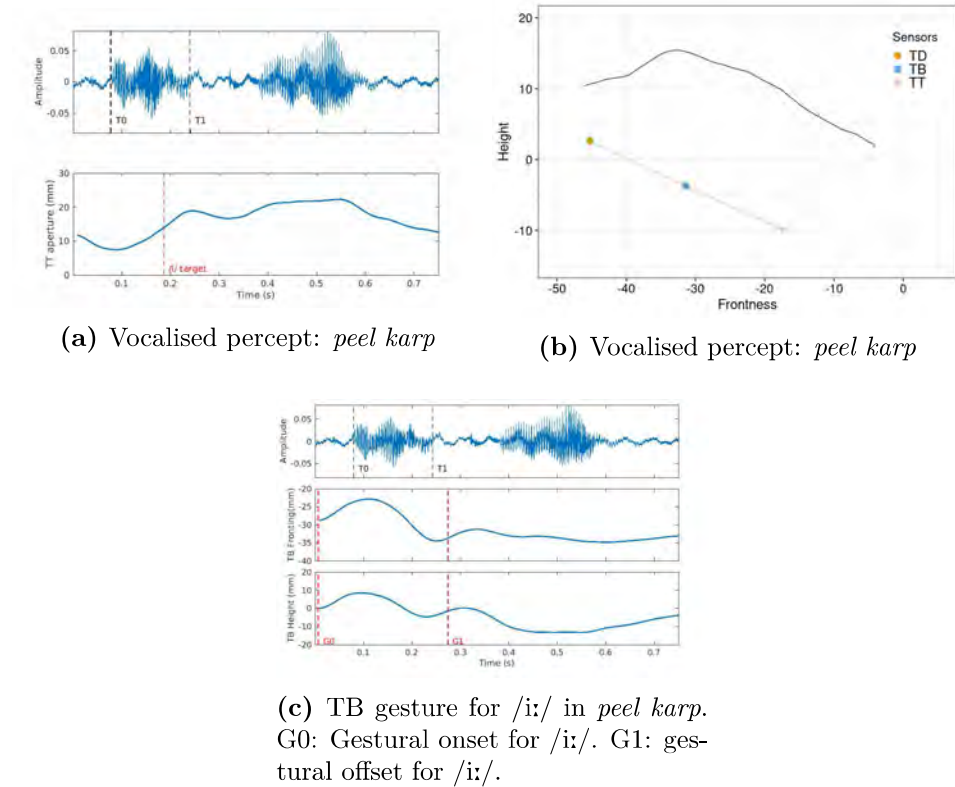 0.05
0
-0.05
Amplitude
T0
T1
30
20
10
0
TT aperture (mm)
/l/ target
0.1
0.2
0.3
0.4
0.5
0.6
0.7
Time (s)
(a) Vocalised percept: peel karp
20
10
0
-10
Height
Sensors
TD
TB
TT
-50
-40
-30
-20
-10
0
Frontness
(b) Vocalised percept: peel karp
0.05
0
-0.05
Amplitude
T0
T1
-20
-25
-30
-35
-40
TB Fronting(mm)
20
10
0
-10
-20
TB Height (mm)
G0
G1
0.1
0.2
0.3
0.4
0.5
0.6
0.7
Time (s)
(c) TB gesture for /iː/ in peel karp.
G0: Gestural onset for /iː/. G1: ges-
tural offset for /iː/.